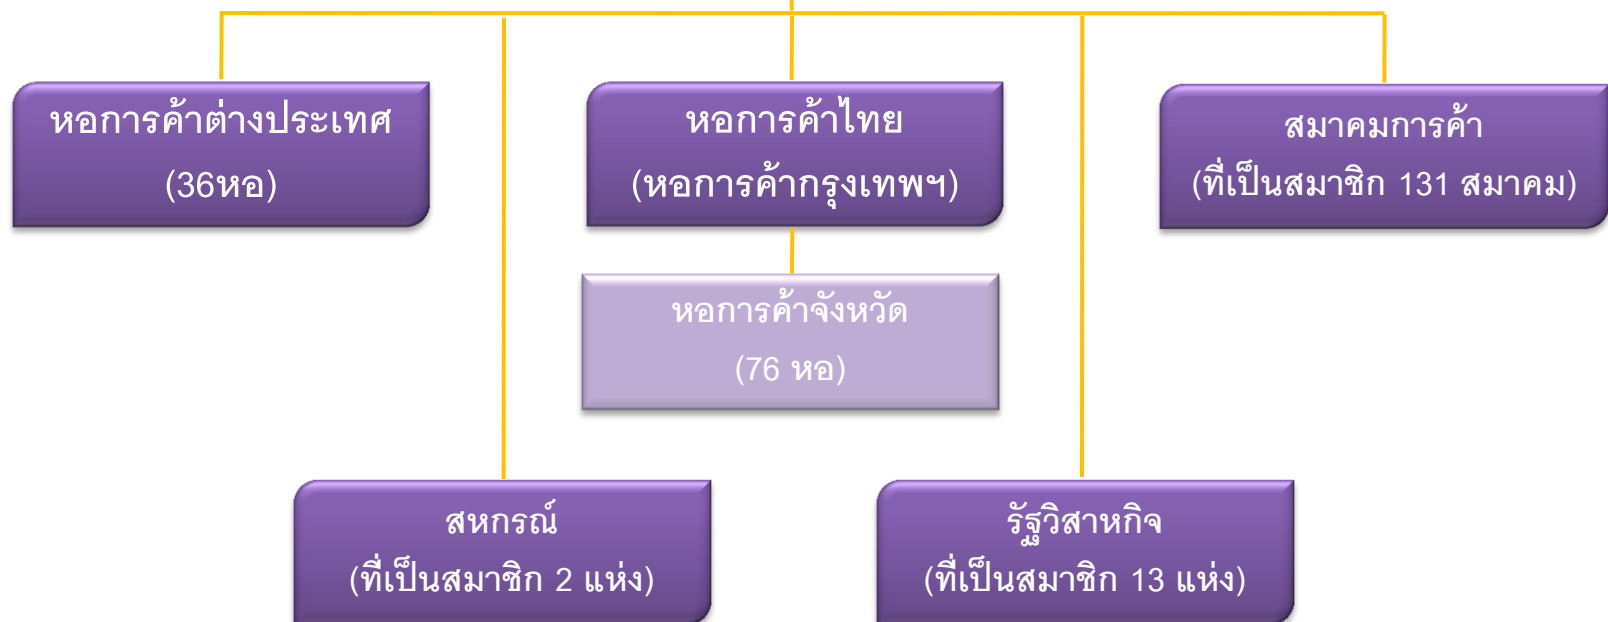 หอการค้าต่างประเทศ
(36หอ)
หอการค้าไทย
(หอการค้ากรุงเทพฯ)
สมาคมการค้า
(ที่เป็นสมาชิก 131 สมาคม)
หอการค้าจังหวัด
(76 หอ)
สหกรณ์
(ที่เป็นสมาชิก 2 แห่ง)
รัฐวิสาหกิจ
(ที่เป็นสมาชิก 13 แห่ง)